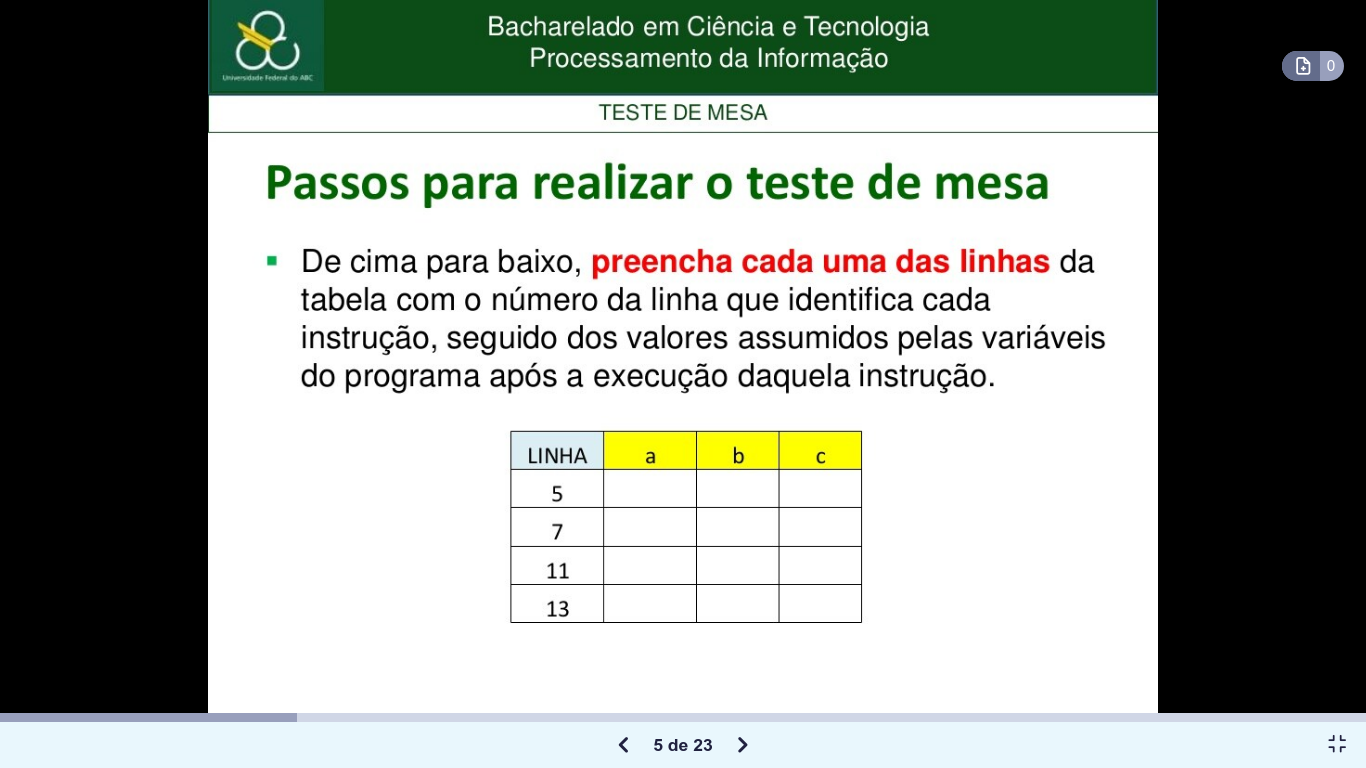 Bacharelado em Ciência e Tecnologia
Processamento da Informação
Universidade Federal do ABC
0
TESTE DE MESA
Passos para realizar o teste de mesa
De cima para baixo, preencha cada uma das linhas da
tabela com o número da linha que identifica cada
instrução, seguido dos valores assumidos pelas variáveis
do programa após a execução daquela instrução.
LINHA a b c
5
7
11
13
5 de 23